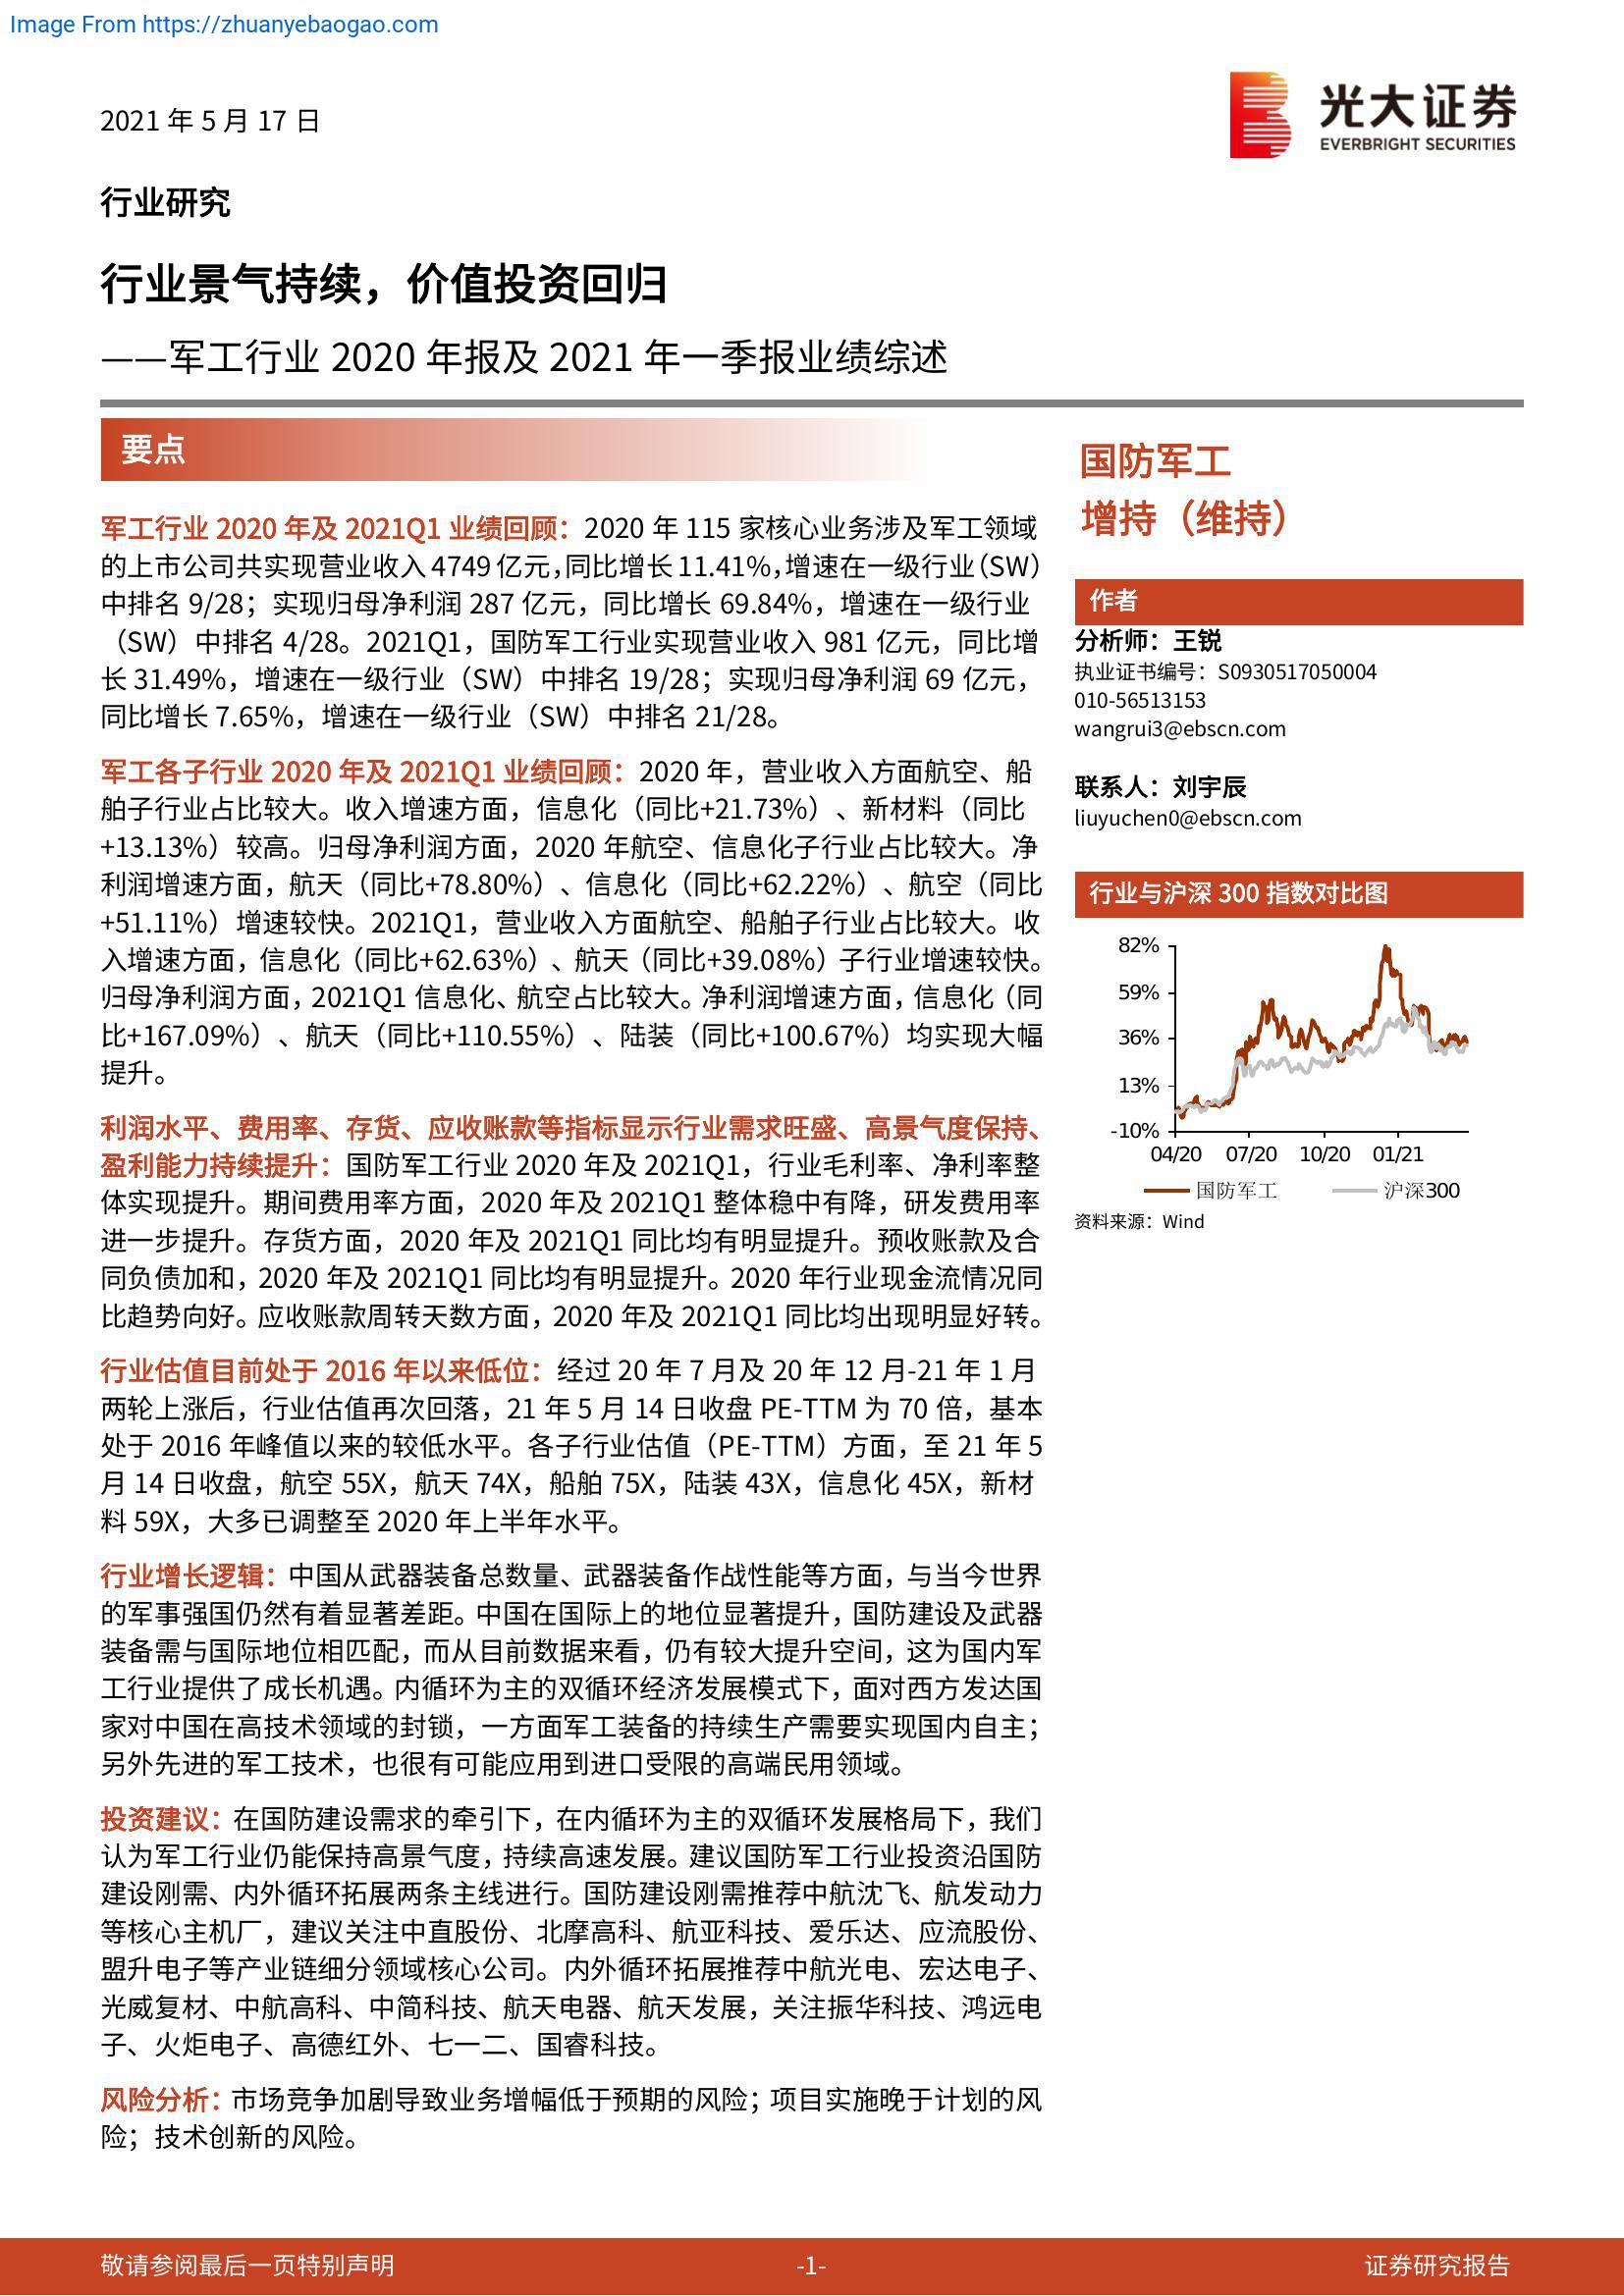 Image From https://zhuanyebaogao.com
2021 年 5 月 17 日
光大证券
EVERBRIGHT SECURITIES
行业研究
行业景气持续，价值投资回归
——军工行业 2020 年报及 2021 年一季报业绩综述
要点
军工行业 2020 年及 2021Q1 业绩回顾：2020 年 115 家核心业务涉及军工领域
的上市公司共实现营业收入 4749 亿元，同比增长 11.41%，增速在一级行业（SW）
中排名 9/28；实现归母净利润 287 亿元，同比增长 69.84%，增速在一级行业
（SW）中排名 4/28。2021Q1，国防军工行业实现营业收入 981 亿元，同比增
长 31.49%，增速在一级行业（SW）中排名 19/28；实现归母净利润 69 亿元，
同比增长 7.65%，增速在一级行业（SW）中排名 21/28。
军工各子行业 2020 年及 2021Q1 业绩回顾：2020 年，营业收入方面航空、船
舶子行业占比较大。收入增速方面，信息化（同比+21.73%）、新材料（同比
+13.13%）较高。归母净利润方面，2020 年航空、信息化子行业占比较大。净
利润增速方面，航天（同比+78.80%）、信息化（同比+62.22%）、航空（同比
+51.11%）增速较快。2021Q1，营业收入方面航空、船舶子行业占比较大。收
入增速方面，信息化（同比+62.63%）、航天（同比+39.08%）子行业增速较快。
归母净利润方面，2021Q1 信息化、航空占比较大。净利润增速方面，信息化（同
比+167.09%）、航天（同比+110.55%）、陆装（同比+100.67%）均实现大幅
提升。
利润水平、费用率、存货、应收账款等指标显示行业需求旺盛、高景气度保持、
盈利能力持续提升：国防军工行业 2020 年及 2021Q1，行业毛利率、净利率整
体实现提升。期间费用率方面，2020 年及 2021Q1 整体稳中有降，研发费用率
进一步提升。存货方面，2020 年及 2021Q1 同比均有明显提升。预收账款及合
同负债加和，2020 年及 2021Q1 同比均有明显提升。2020 年行业现金流情况同
比趋势向好。应收账款周转天数方面，2020 年及 2021Q1 同比均出现明显好转。
行业估值目前处于 2016 年以来低位：经过 20 年 7 月及 20 年 12 月-21 年 1 月
两轮上涨后，行业估值再次回落，21 年 5 月 14 日收盘 PE-TTM 为 70 倍，基本
处于 2016 年峰值以来的较低水平。各子行业估值（PE-TTM）方面，至 21 年 5
月 14 日收盘，航空 55X，航天 74X，船舶 75X，陆装 43X，信息化 45X，新材
料 59X，大多已调整至 2020 年上半年水平。
行业增长逻辑：中国从武器装备总数量、武器装备作战性能等方面，与当今世界
的军事强国仍然有着显著差距。中国在国际上的地位显著提升，国防建设及武器
装备需与国际地位相匹配，而从目前数据来看，仍有较大提升空间，这为国内军
工行业提供了成长机遇。内循环为主的双循环经济发展模式下，面对西方发达国
家对中国在高技术领域的封锁，一方面军工装备的持续生产需要实现国内自主；
另外先进的军工技术，也很有可能应用到进口受限的高端民用领域。
投资建议：在国防建设需求的牵引下，在内循环为主的双循环发展格局下，我们
认为军工行业仍能保持高景气度，持续高速发展。建议国防军工行业投资沿国防
建设刚需、内外循环拓展两条主线进行。国防建设刚需推荐中航沈飞、航发动力
等核心主机厂，建议关注中直股份、北摩高科、航亚科技、爱乐达、应流股份、
盟升电子等产业链细分领域核心公司。内外循环拓展推荐中航光电、宏达电子、
光威复材、中航高科、中简科技、航天电器、航天发展，关注振华科技、鸿远电
子、火炬电子、高德红外、七一二、国睿科技。
风险分析：市场竞争加剧导致业务增幅低于预期的风险；项目实施晚于计划的风
险；技术创新的风险。
国防军工
增持（维持）
作者
分析师：王锐
执业证书编号：S0930517050004
010-56513153
wangrui3@ebscn.com
联系人：刘宇辰
liuyuchen0@ebscn.com
行业与沪深 300 指数对比图
82%
59%
36%
13%
-10%
04/20 07/20 10/20 01/21
国防军工 沪深300
资料来源：Wind
敬请参阅最后一页特别声明
-1-
证券研究报告